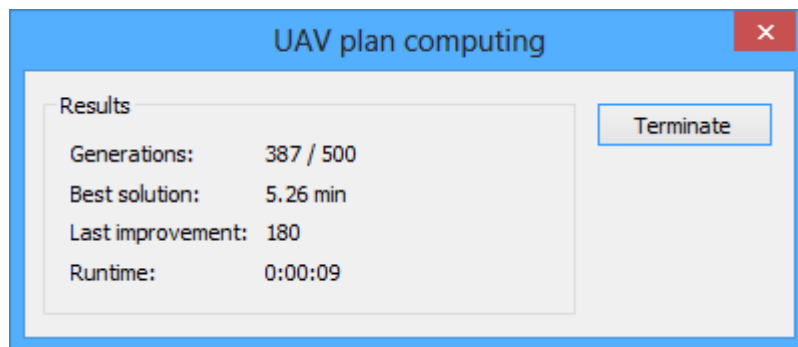 UAV plan computing
Results
Terminate
Generations: 387 / 500
Best solution: 5.26 min
Last improvement: 180
Runtime: 0:00:09